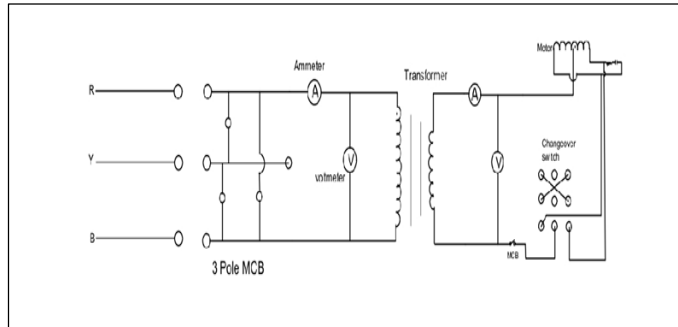 Motor
Ammeter
Transformer
R
A
A
Changeover
switch
Y
V
V
voltmeter
B
MCB
3 Pole MCB